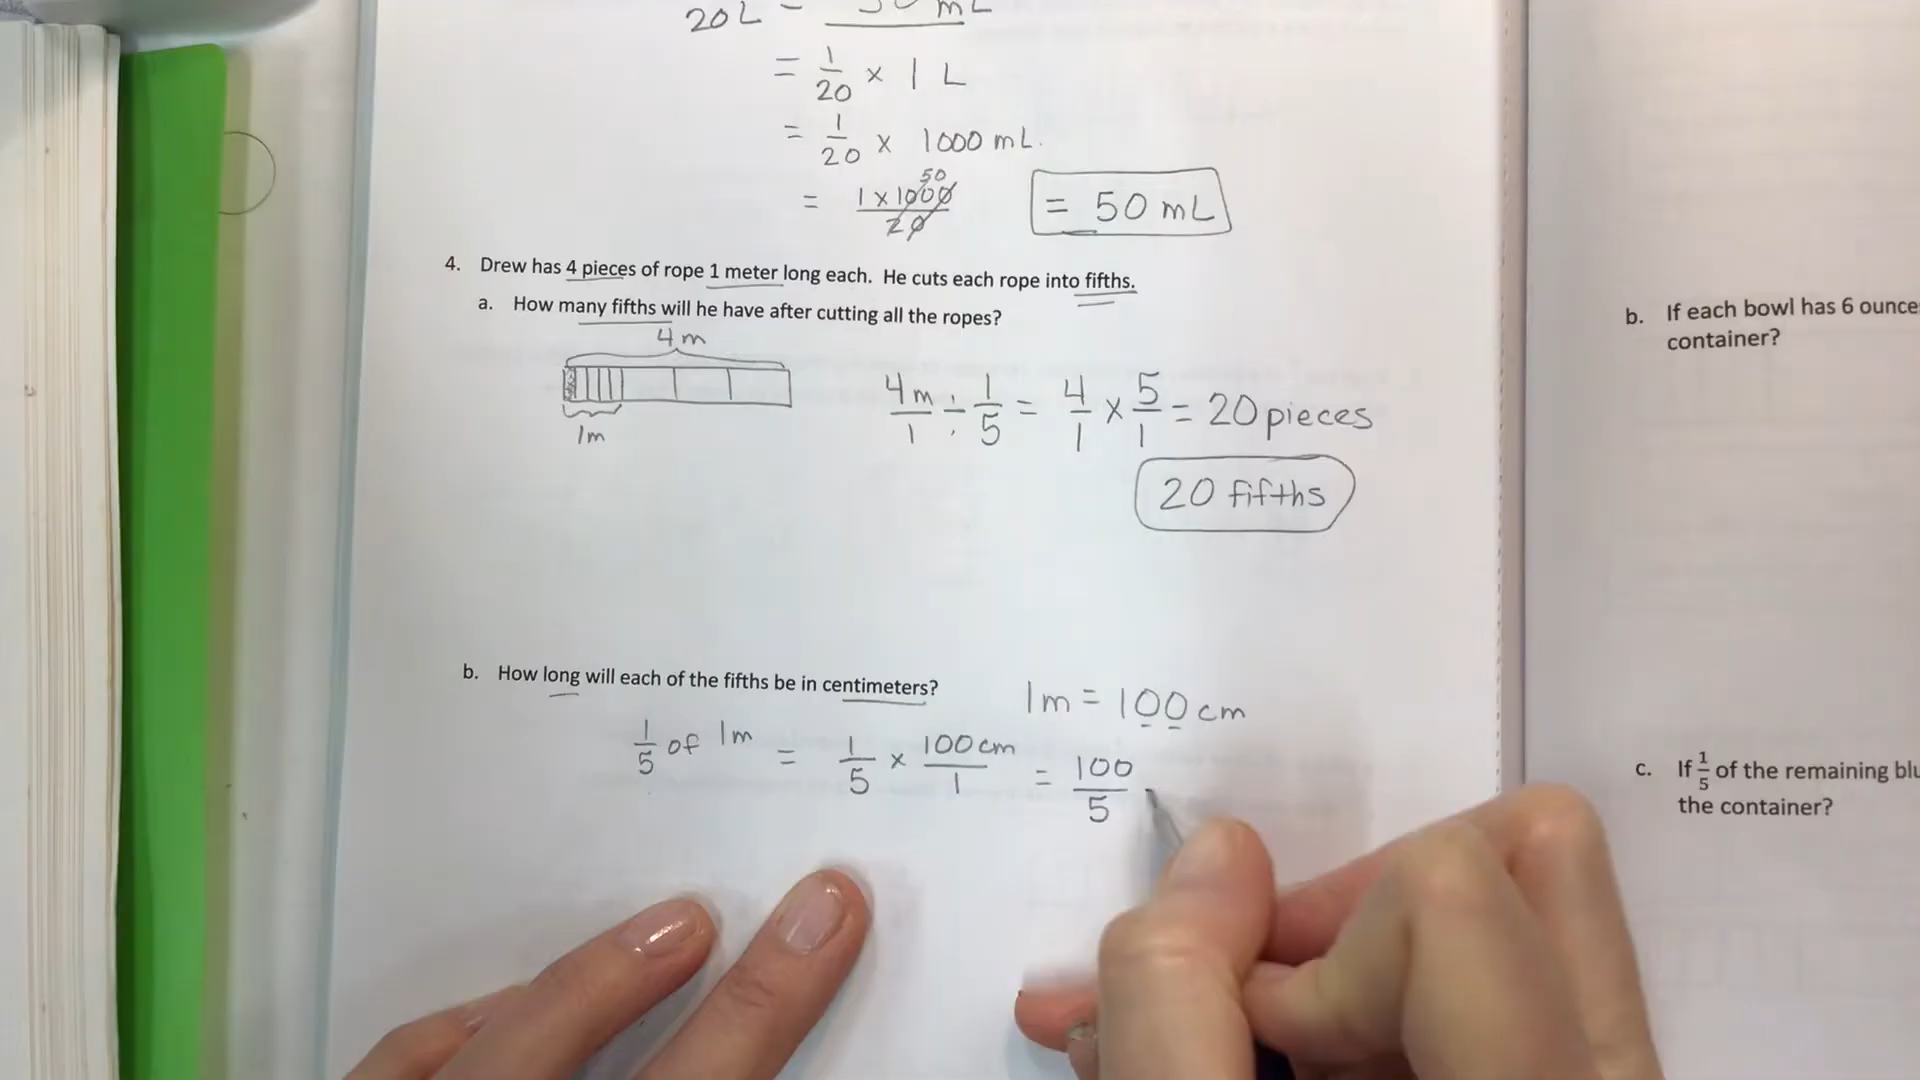 20 L = 50 mL
= 1/20 × 1 L
= 1/20 × 1000 mL.
50
= 1 × 1000/20 = 50 mL
4. Drew has 4 pieces of rope 1 meter long each. He cuts each rope into fifths.
a. How many fifths will he have after cutting all the ropes?
4 m
1m
4m/1 ÷ 1/5 = 4/1 × 5/1 = 20 pieces
20 fifths
b. How long will each of the fifths be in centimeters?
1m = 100 cm
1/5 of 1m = 1/5 × 100 cm/1 = 100/5
b. If each bowl has 6 ounce
container?
c. If 1/5 of the remaining blu
the container?